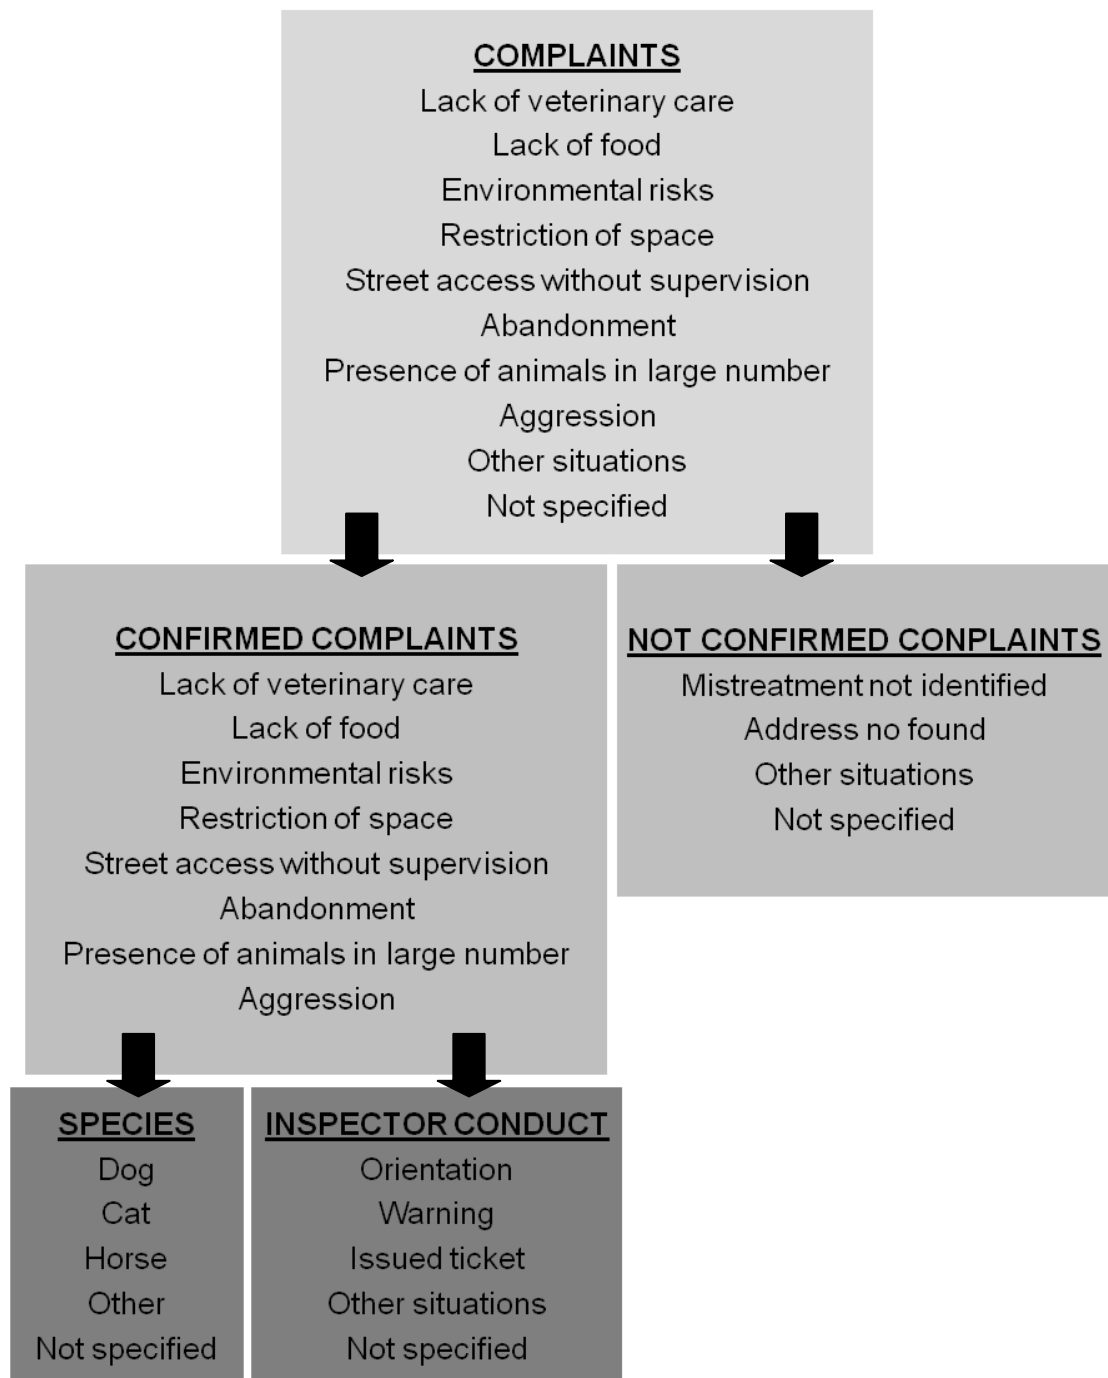 COMPLAINTS
Lack of veterinary care
Lack of food
Environmental risks
Restriction of space
Street access without supervision
Abandonment
Presence of animals in large number
Aggression
Other situations
Not specified
CONFIRMED COMPLAINTS
Lack of veterinary care
Lack of food
Environmental risks
Restriction of space
Street access without supervision
Abandonment
Presence of animals in large number
Aggression
NOT CONFIRMED CONPLAINTS
Mistreatment not identified
Address no found
Other situations
Not specified
SPECIES
Dog
Cat
Horse
Other
Not specified
INSPECTOR CONDUCT
Orientation
Warning
Issued ticket
Other situations
Not specified